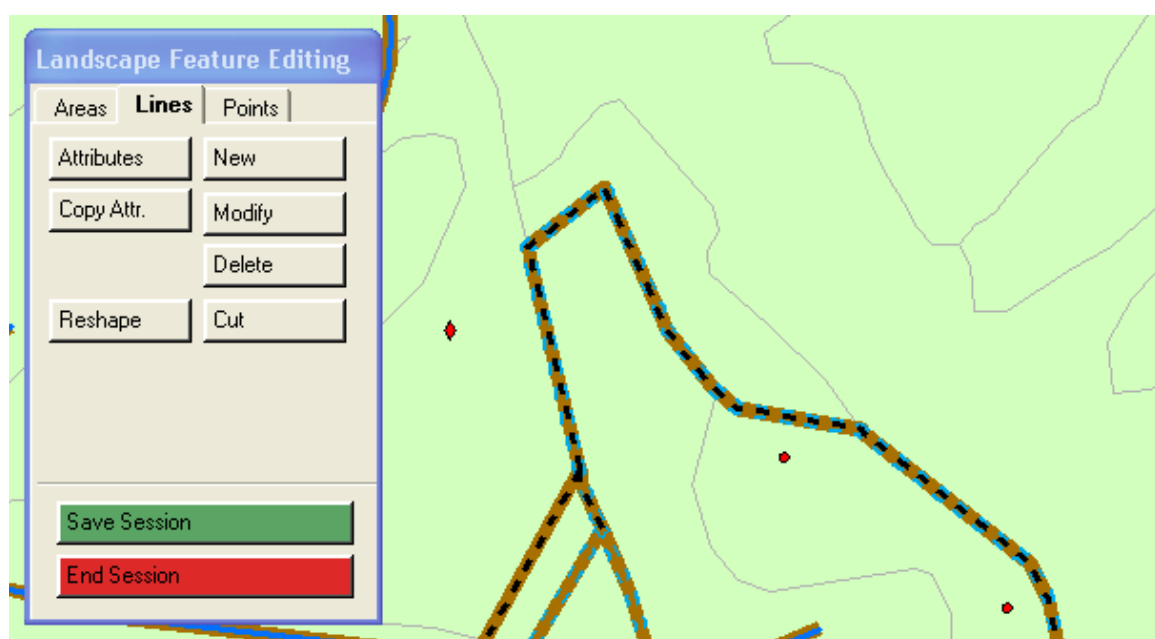 Landscape Feature Editing
Areas Lines Points
Attributes New
Copy Attr. Modify
Delete
Reshape Cut
Save Session
End Session